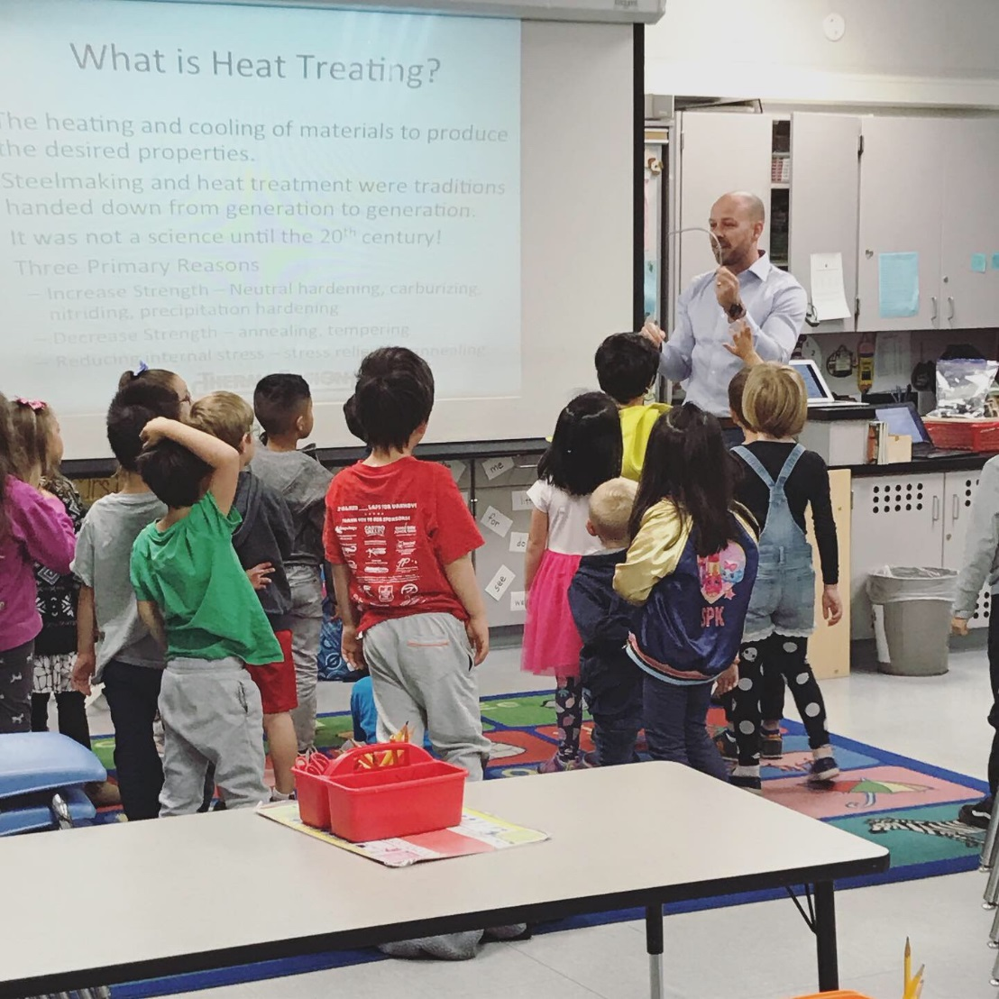 What is Heat Treating?
The heating and cooling of materials to produce
the desired properties.
Steelmaking and heat treatment were traditions
handed down from generation to generation.
It was not a science until the 20th century!
Three Primary Reasons
– Increase Strength – Neutral hardening, carburizing,
nitriding, precipitation hardening
– Decrease Strength – annealing, tempering
– Reducing internal stress – stress relief, annealing
me
for
do
see
SPK